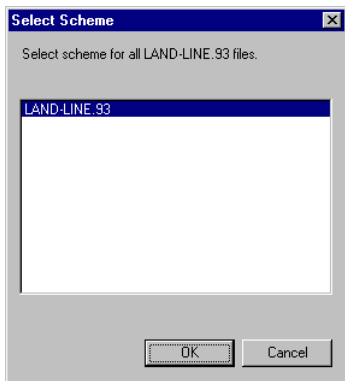 Select Scheme
Select scheme for all LAND-LINE.93 files.
LAND-LINE.93
OK
Cancel